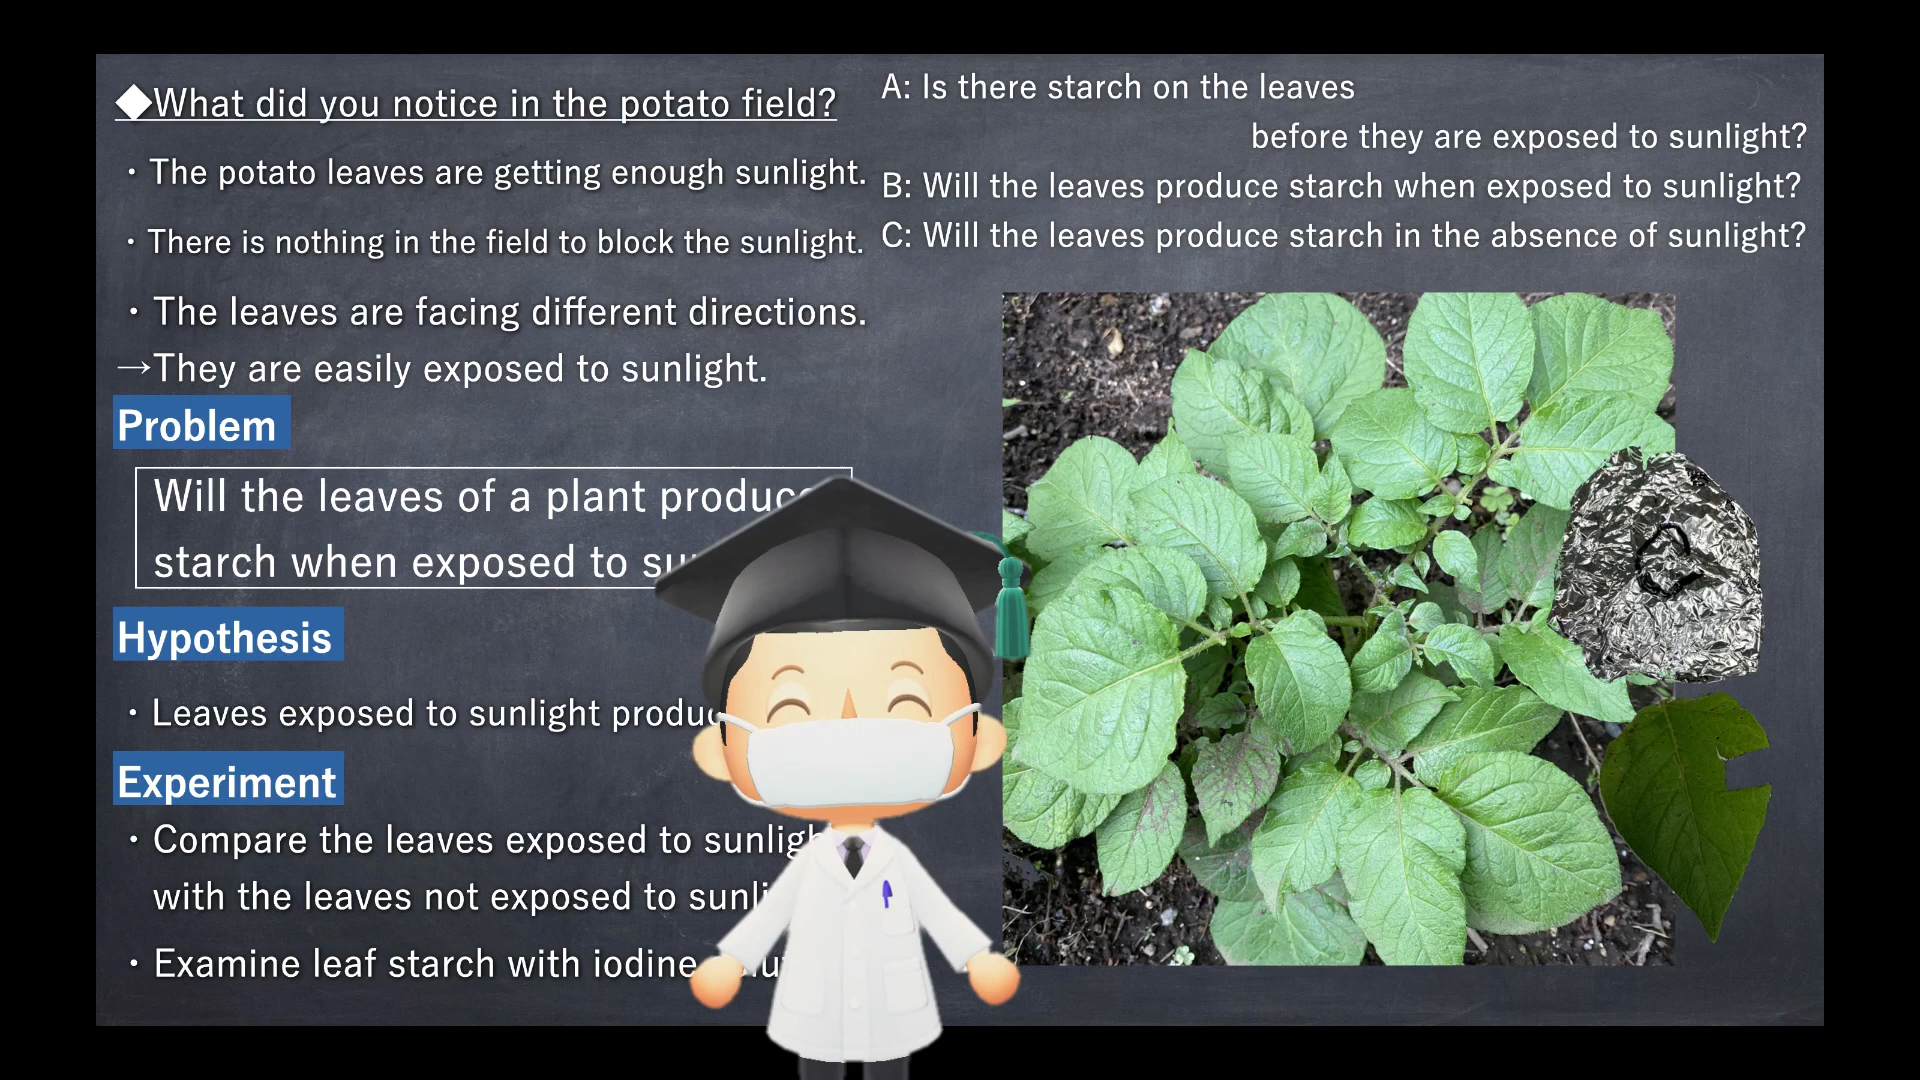 ◆What did you notice in the potato field?
・The potato leaves are getting enough sunlight.
・There is nothing in the field to block the sunlight.
・The leaves are facing different directions.
→They are easily exposed to sunlight.
Problem
Will the leaves of a plant produce
starch when exposed to
Hypothesis
・Leaves exposed to sunlight
Experiment
・Compare the leaves exposed to
with the leaves not exposed to
・Examine leaf starch with iodine
A: Is there starch on the leaves
before they are exposed to sunlight?
B: Will the leaves produce starch when exposed to sunlight?
C: Will the leaves produce starch in the absence of sunlight?
C